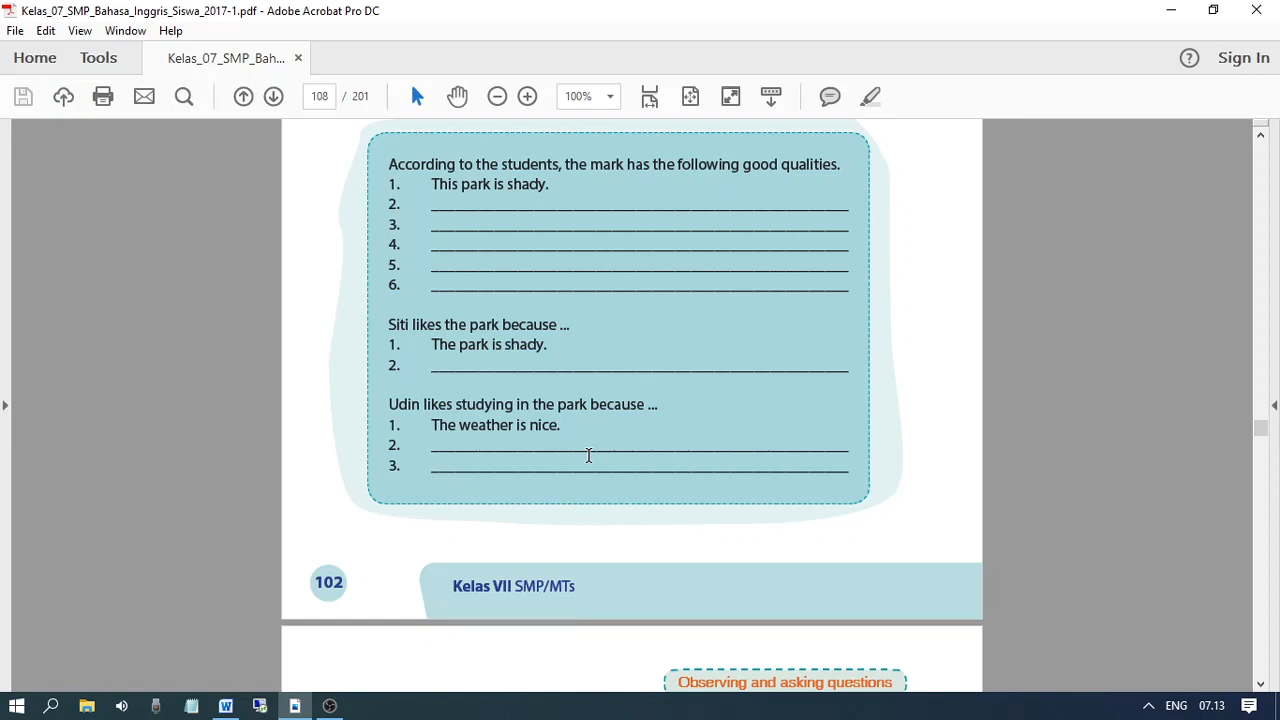 Kelas_07_SMP_Bahasa_Inggris_Siswa_2017-1.pdf - Adobe Acrobat Pro DC
File Edit View Window Help
Home Tools Kelas_07_SMP_Bah... × Sign In
108 / 201 100%
According to the students, the mark has the following good qualities.
1. This park is shady.
2.
3.
4.
5.
6.
Siti likes the park because ...
1. The park is shady.
2.
Udin likes studying in the park because ...
1. The weather is nice.
2.
3.
102 Kelas VII SMP/MTs
Observing and asking questions
ENG 07.13